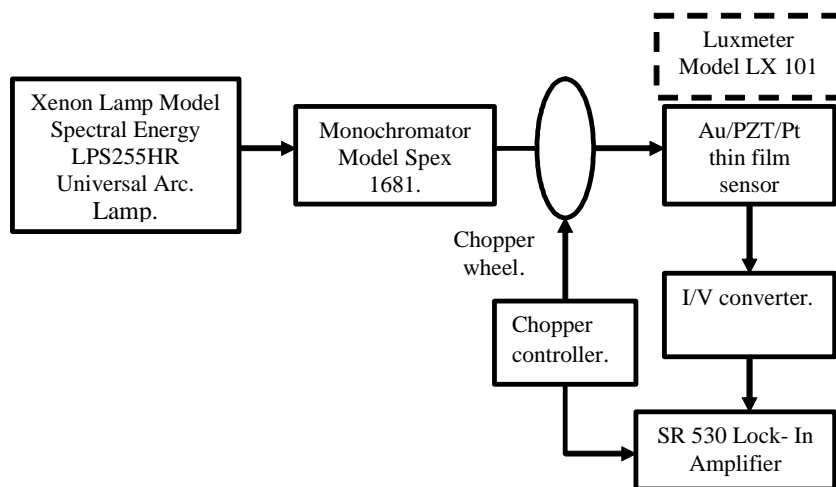 Luxmeter
Model LX 101
Xenon Lamp Model
Spectral Energy
LPS255HR
Universal Arc.
Lamp.
Monochromator
Model Spex
1681.
Au/PZT/Pt
thin film
sensor
Chopper
wheel.
I/V converter.
Chopper
controller.
SR 530 Lock- In
Amplifier